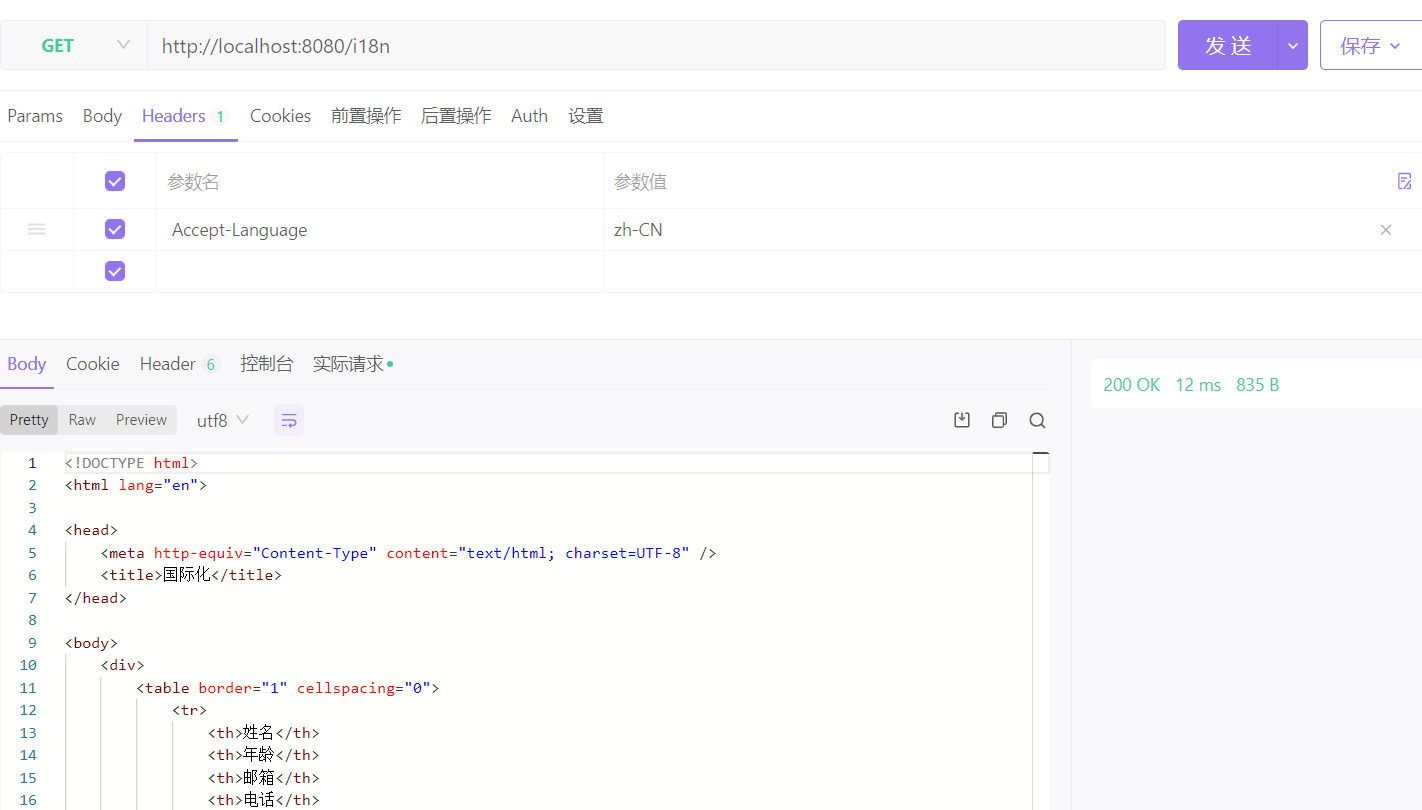 GET http://localhost:8080/i18n 发 送 保存
Params Body Headers 1 Cookies 前置操作 后置操作 Auth 设置
参数名 参数值
Accept-Language zh-CN
Body Cookie Header 6 控制台 实际请求
200 OK 12 ms 835 B
Pretty Raw Preview utf8
1 <!DOCTYPE html>
2 <html lang="en">
3
4 <head>
5 <meta http-equiv="Content-Type" content="text/html; charset=UTF-8" />
6 <title>国际化</title>
7 </head>
8
9 <body>
10 <div>
11 <table border="1" cellspacing="0">
12 <tr>
13 <th>姓名</th>
14 <th>年龄</th>
15 <th>邮箱</th>
16 <th>电话</th>